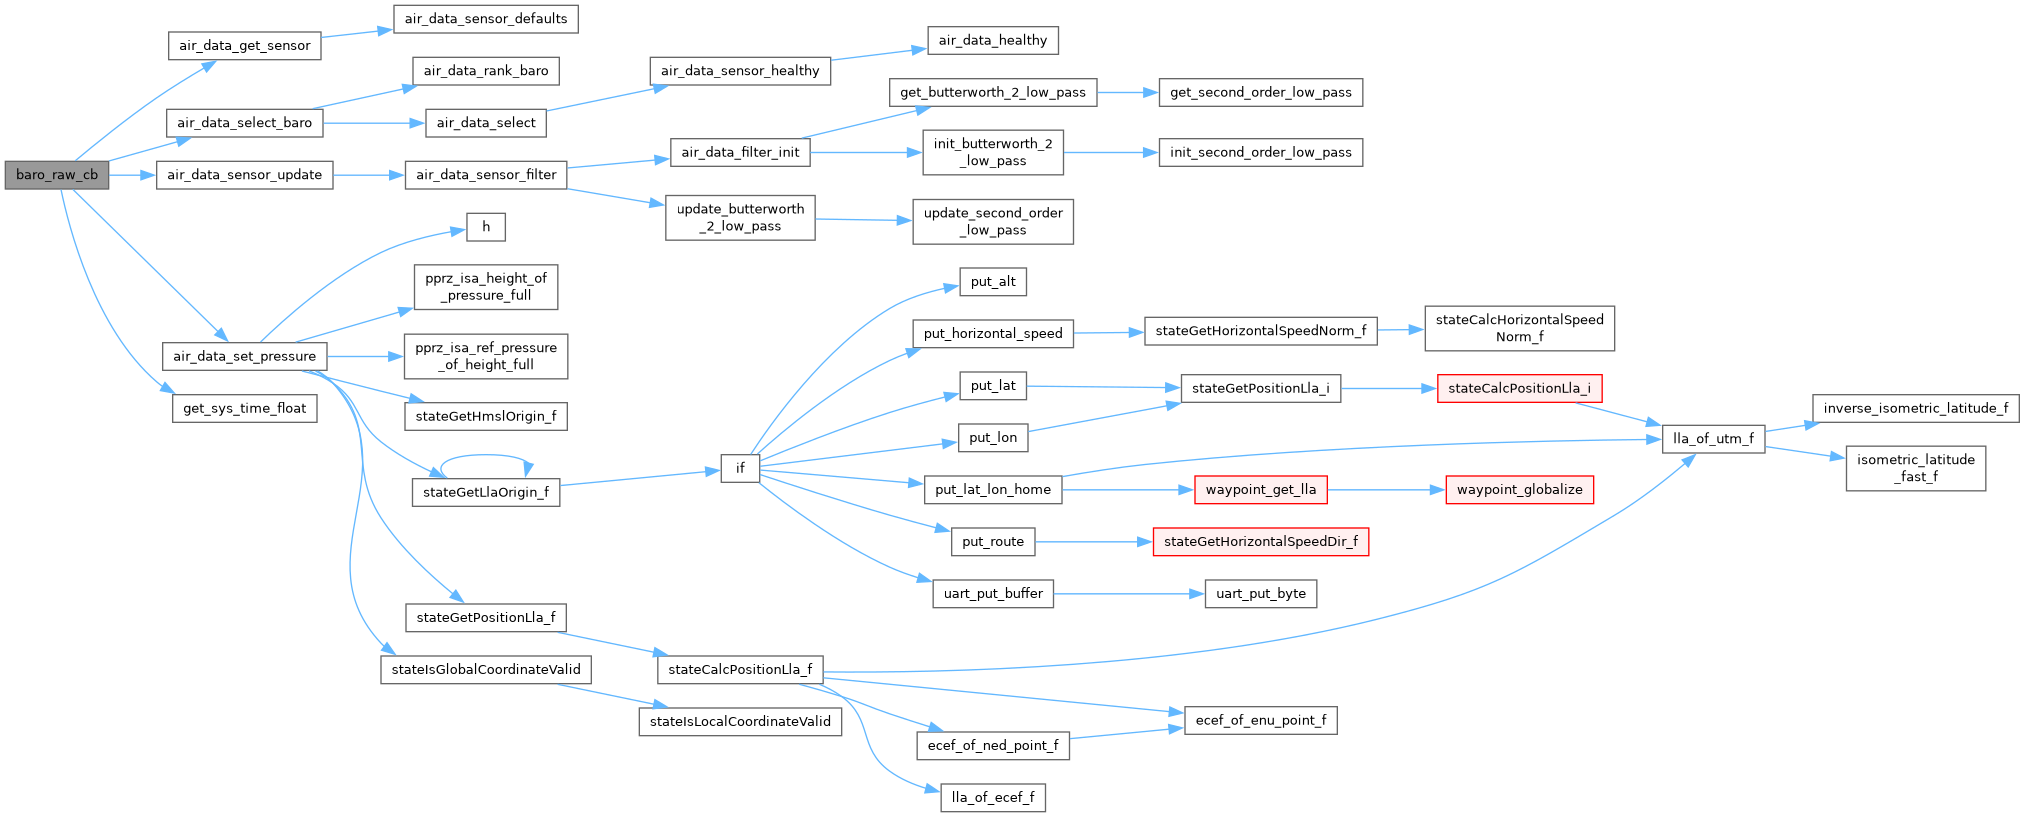 baro_raw_cb
air_data_get_sensor
air_data_sensor_defaults
air_data_select_baro
air_data_rank_baro
air_data_select
air_data_sensor_healthy
air_data_healthy
air_data_sensor_update
air_data_sensor_filter
air_data_filter_init
get_butterworth_2_low_pass
get_second_order_low_pass
init_butterworth_2
_low_pass
init_second_order_low_pass
update_butterworth
_2_low_pass
update_second_order
_low_pass
air_data_set_pressure
h
pprz_isa_height_of
_pressure_full
pprz_isa_ref_pressure
_of_height_full
stateGetHmslOrigin_f
get_sys_time_float
stateGetLlaOrigin_f
if
put_alt
put_horizontal_speed
stateGetHorizontalSpeedNorm_f
stateCalcHorizontalSpeed
Norm_f
put_lat
stateGetPositionLla_i
stateCalcPositionLla_i
put_lon
lla_of_utm_f
inverse_isometric_latitude_f
isometric_latitude
_fast_f
put_lat_lon_home
waypoint_get_lla
waypoint_globalize
put_route
stateGetHorizontalSpeedDir_f
uart_put_buffer
uart_put_byte
stateGetPositionLla_f
stateCalcPositionLla_f
stateIsGlobalCoordinateValid
stateIsLocalCoordinateValid
ecef_of_enu_point_f
ecef_of_ned_point_f
lla_of_ecef_f